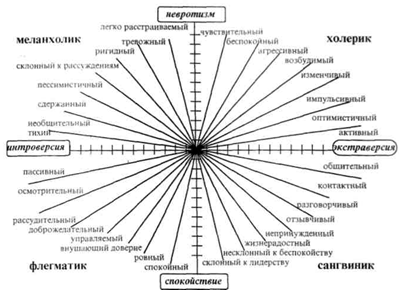 невротизм
легко расстраиваемый
чувствительный
меланхолик
тревожный
беспокойный
холерик
ригидный
агрессивный
склонный к рассуждениям
возбудимый
пессимистичный
изменчивый
сдержанный
импульсивный
необщительный
оптимистичный
тихий
активный
интроверсия
экстраверсия
пассивный
общительный
осмотрительный
контактный
рассудительный
разговорчивый
доброжелательный
отзывчивый
управляемый
непринужденный
внушающий доверие
жизнерадостный
ровный
несклонный к беспокойству
флегматик
спокойный
склонный к лидерству
сангвиник
спокойствие